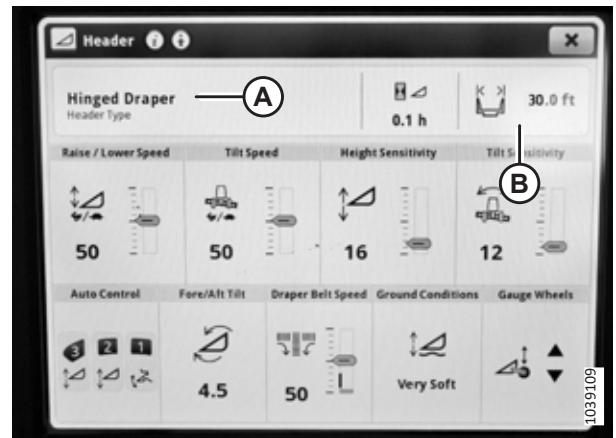 Header
Hinged Draper
Header Type
A
0.1 h
30.0 ft
B
Raise / Lower Speed
Tilt Speed
Height Sensitivity
Tilt Sensitivity
50
50
16
12
Auto Control
Fore/Aft Tilt
Draper Belt Speed
Ground Conditions
Gauge Wheels
3 2 1
4.5
50
Very Soft
1039109